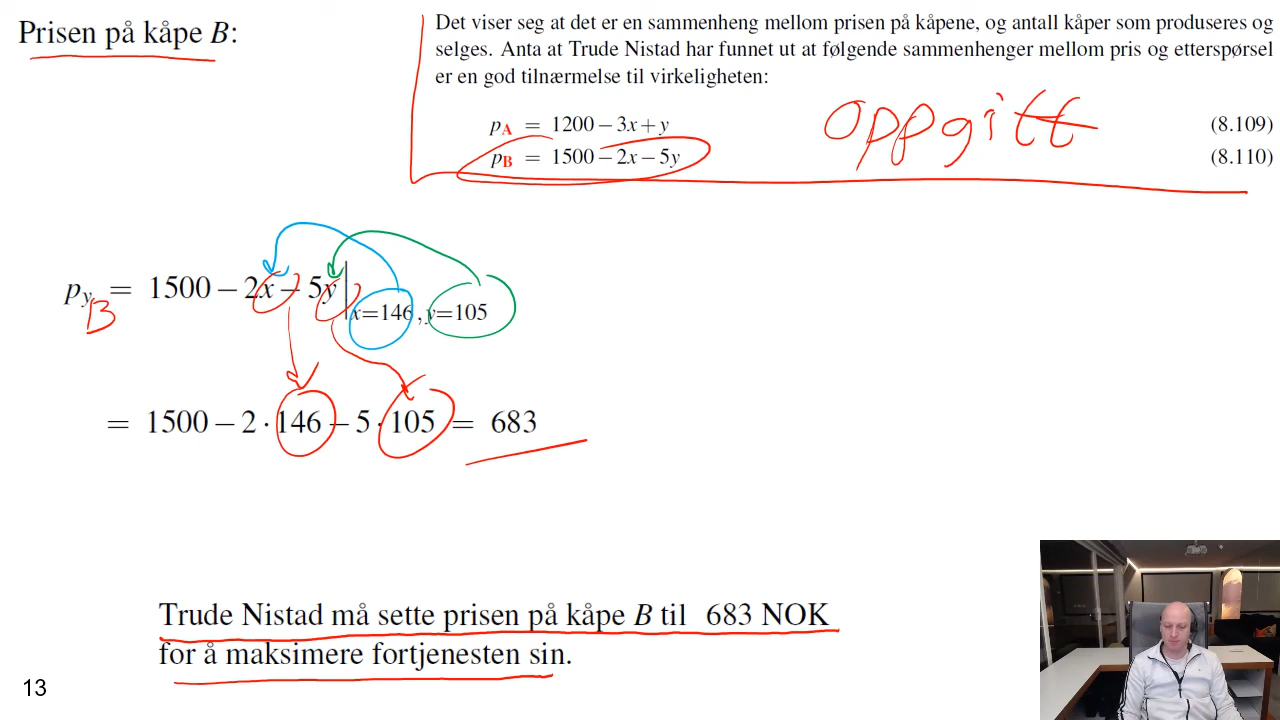 Prisen på kåpe B:
Det viser seg at det er en sammenheng mellom prisen på kåpene, og antall kåper som produseres og
selges. Anta at Trude Nistad har funnet ut at følgende sammenhenger mellom pris og etterspørsel
er en god tilnærmelse til virkeligheten:
pA = 1200 − 3x + y (8.109)
pB = 1500 − 2x − 5y (8.110)
oppgitt
py = 1500 − 2x − 5y|x=146, y=105
B
= 1500 − 2 · 146 − 5 · 105 = 683
Trude Nistad må sette prisen på kåpe B til 683 NOK
for å maksimere fortjenesten sin.
13